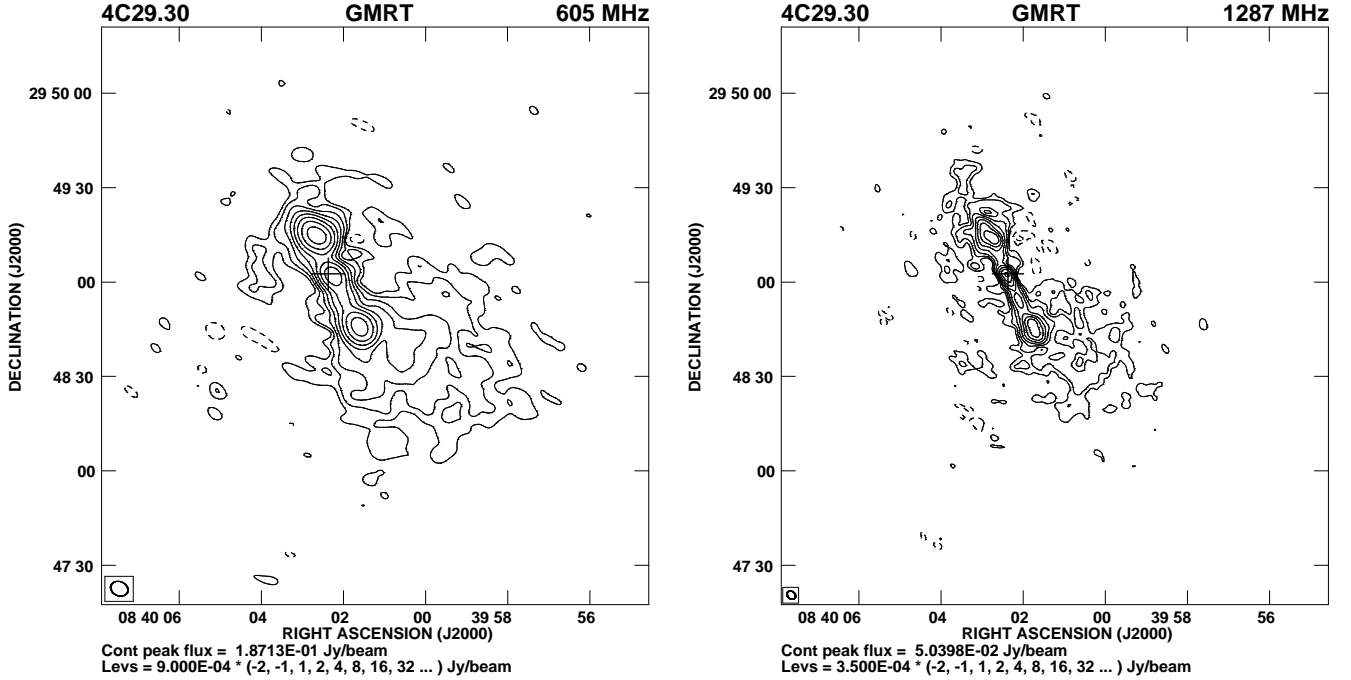 4C29.30 GMRT 605 MHz
DECLINATION (J2000)
29 50 00
49 30
00
48 30
00
47 30
08 40 06 04 02 00 39 58 56
RIGHT ASCENSION (J2000)
Cont peak flux = 1.8713E-01 Jy/beam
Levs = 9.000E-04 * (-2, -1, 1, 2, 4, 8, 16, 32 ... ) Jy/beam
4C29.30 GMRT 1287 MHz
DECLINATION (J2000)
29 50 00
49 30
00
48 30
00
47 30
08 40 06 04 02 00 39 58 56
RIGHT ASCENSION (J2000)
Cont peak flux = 5.0398E-02 Jy/beam
Levs = 3.500E-04 * (-2, -1, 1, 2, 4, 8, 16, 32 ... ) Jy/beam